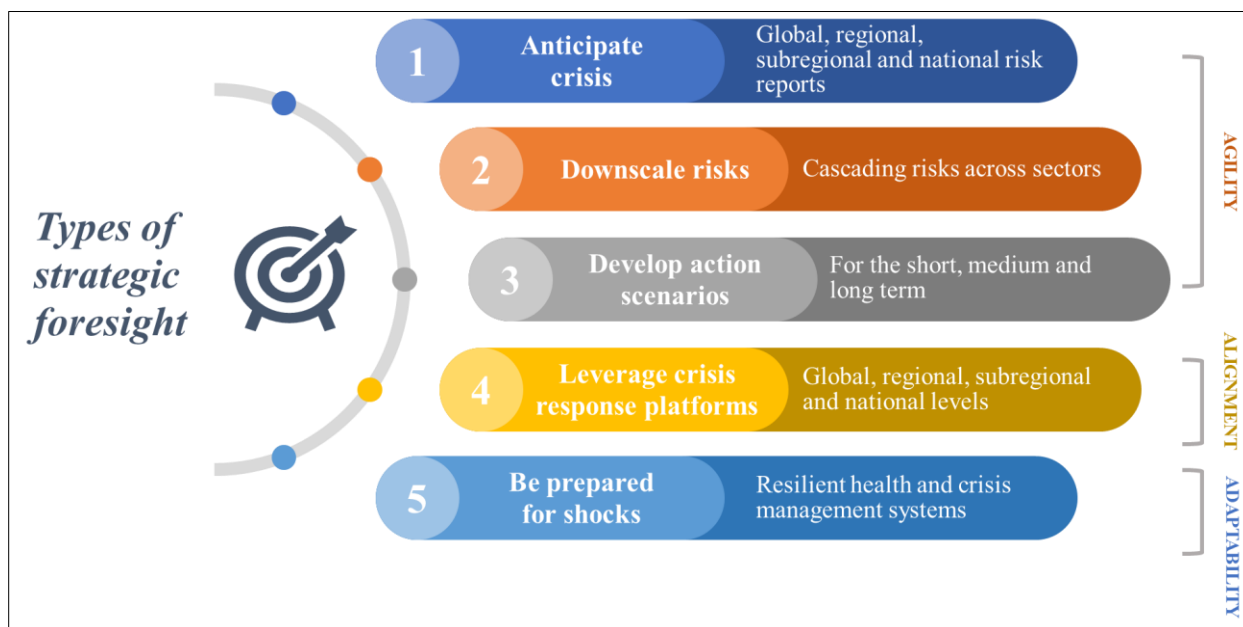 Types of
strategic
foresight
1
Anticipate
crisis
Global, regional,
subregional and national risk
reports
2
Downscale risks
Cascading risks across sectors
3
Develop action
scenarios
For the short, medium and
long term
AGILITY
4
Leverage crisis
response platforms
Global, regional, subregional
and national levels
ALIGNMENT
5
Be prepared
for shocks
Resilient health and crisis
management systems
ADAPTABILITY